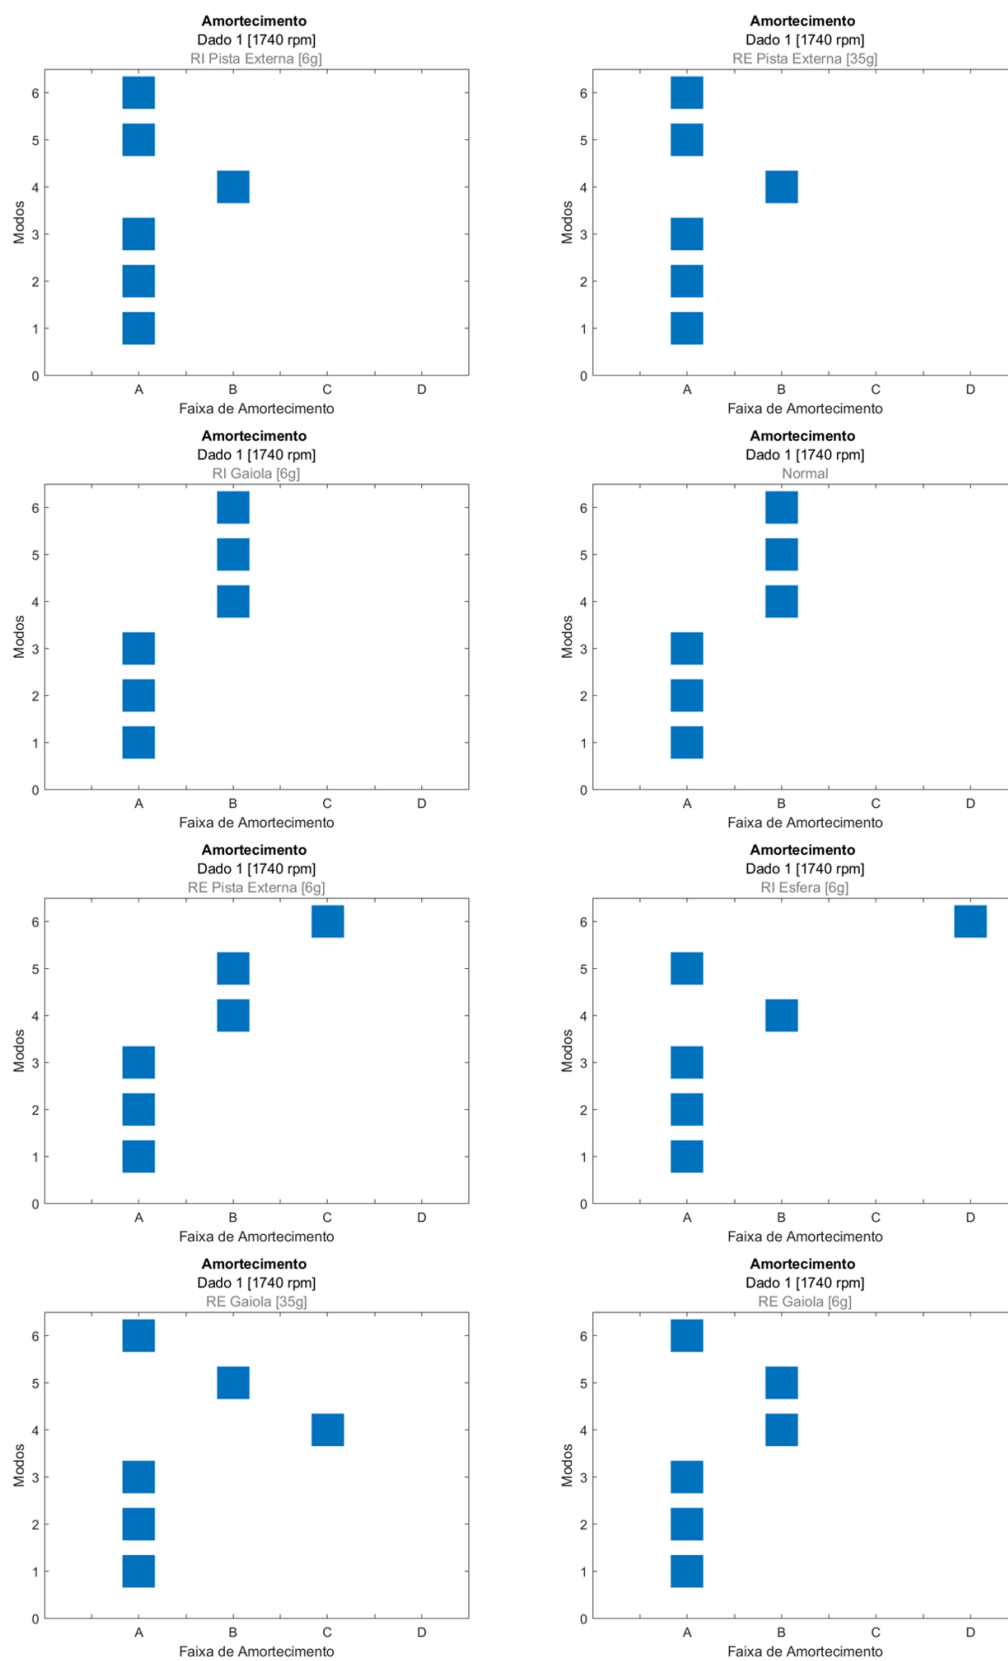 Amortecimento
Dado 1 [1740 rpm]
RI Pista Externa [6g]
6
5
4
3
2
1
0
Modos
A B C D
Faixa de Amortecimento
Amortecimento
Dado 1 [1740 rpm]
RE Pista Externa [35g]
6
5
4
3
2
1
0
Modos
A B C D
Faixa de Amortecimento
Amortecimento
Dado 1 [1740 rpm]
RI Gaiola [6g]
6
5
4
3
2
1
0
Modos
A B C D
Faixa de Amortecimento
Amortecimento
Dado 1 [1740 rpm]
Normal
6
5
4
3
2
1
0
Modos
A B C D
Faixa de Amortecimento
Amortecimento
Dado 1 [1740 rpm]
RE Pista Externa [6g]
6
5
4
3
2
1
0
Modos
A B C D
Faixa de Amortecimento
Amortecimento
Dado 1 [1740 rpm]
RI Esfera [6g]
6
5
4
3
2
1
0
Modos
A B C D
Faixa de Amortecimento
Amortecimento
Dado 1 [1740 rpm]
RE Gaiola [35g]
6
5
4
3
2
1
0
Modos
A B C D
Faixa de Amortecimento
Amortecimento
Dado 1 [1740 rpm]
RE Gaiola [6g]
6
5
4
3
2
1
0
Modos
A B C D
Faixa de Amortecimento